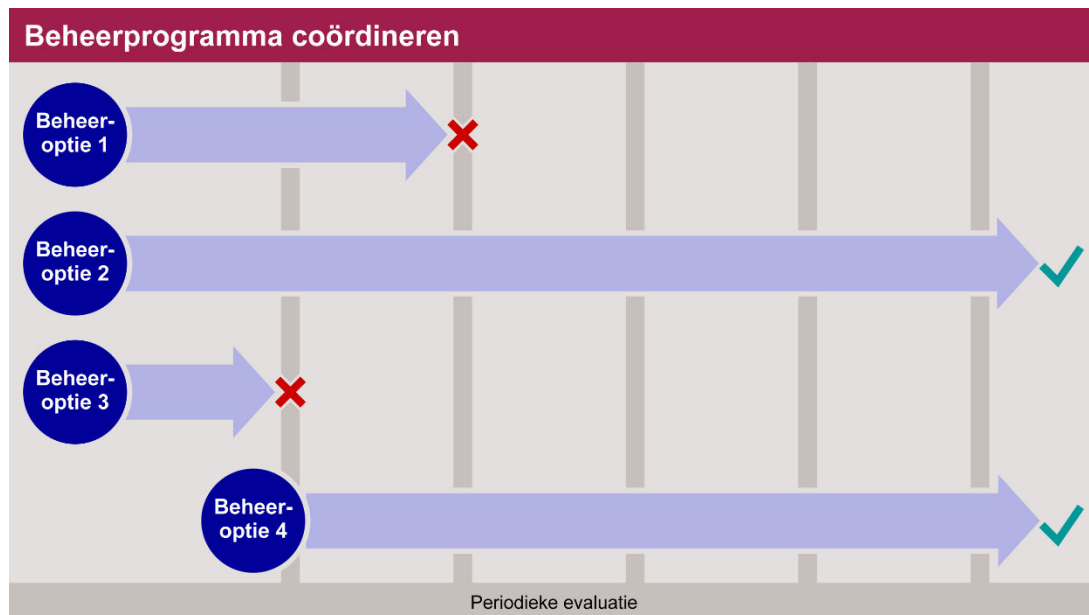 Beheerprogramma coördineren
Beheer-
optie 1
Beheer-
optie 2
Beheer-
optie 3
Beheer-
optie 4
Periodieke evaluatie